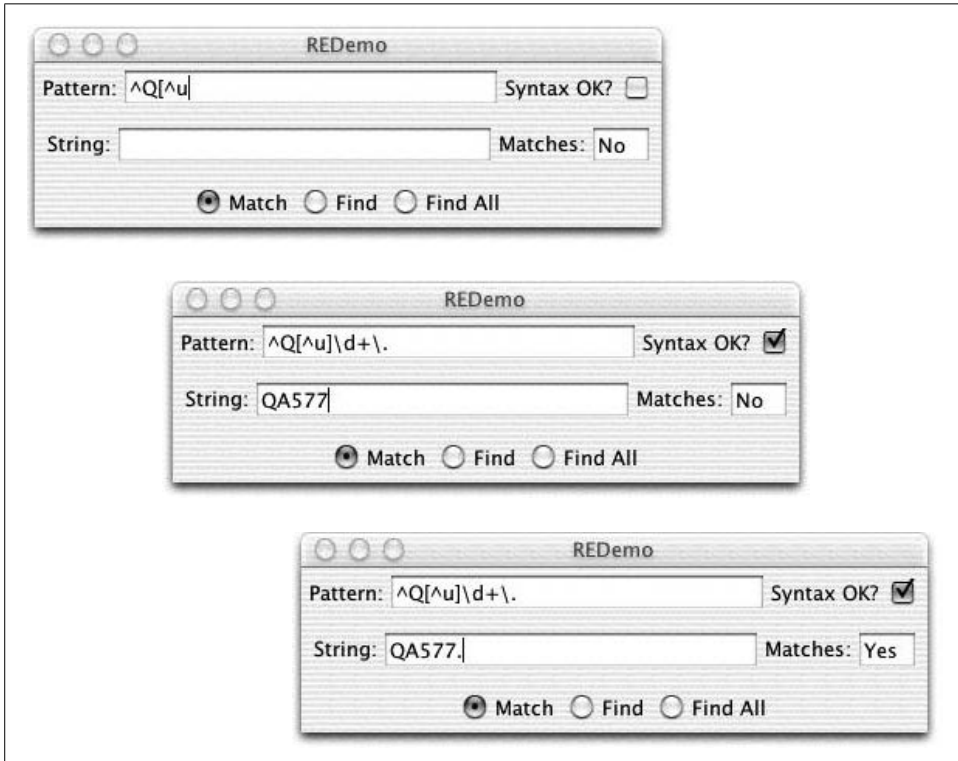 REDemo
Pattern: ^Q[^u Syntax OK?
String: Matches: No
Match Find Find All
REDemo
Pattern: ^Q[^u]\d+\. Syntax OK?
String: QA577 Matches: No
Match Find Find All
REDemo
Pattern: ^Q[^u]\d+\. Syntax OK?
String: QA577. Matches: Yes
Match Find Find All